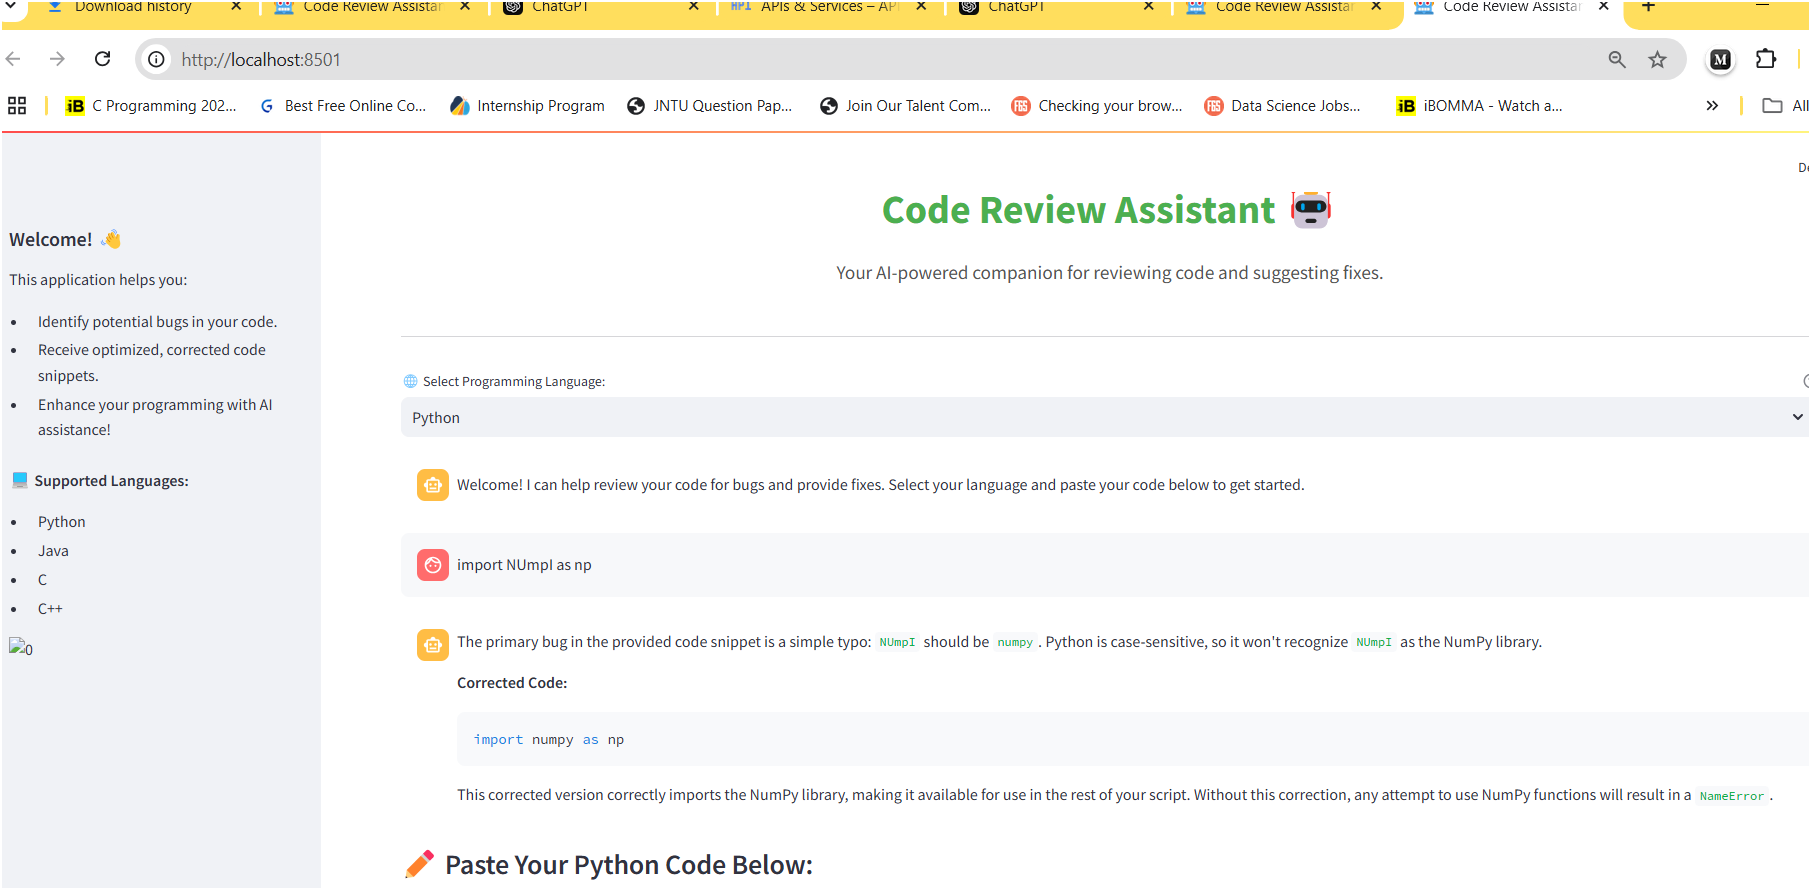 Download history
Code Review Assistan
ChatGPT
APIs & Services – API
ChatGPT
Code Review Assistan
Code Review Assistan
http://localhost:8501
M
iB C Programming 202...
G Best Free Online Co...
Internship Program
JNTU Question Pap...
Join Our Talent Com...
FGS Checking your brow...
FGS Data Science Jobs...
iB iBOMMA - Watch a...
All
De
Welcome! 👋
This application helps you:
• Identify potential bugs in your code.
• Receive optimized, corrected code
snippets.
• Enhance your programming with AI
assistance!
💻 Supported Languages:
• Python
• Java
• C
• C++
0
Code Review Assistant 🤖
Your AI-powered companion for reviewing code and suggesting fixes.
🌐 Select Programming Language:
Python
Welcome! I can help review your code for bugs and provide fixes. Select your language and paste your code below to get started.
import NUmpI as np
The primary bug in the provided code snippet is a simple typo: NUmpI should be numpy . Python is case-sensitive, so it won't recognize NUmpI as the NumPy library.
Corrected Code:
import numpy as np
This corrected version correctly imports the NumPy library, making it available for use in the rest of your script. Without this correction, any attempt to use NumPy functions will result in a NameError .
✏️ Paste Your Python Code Below: